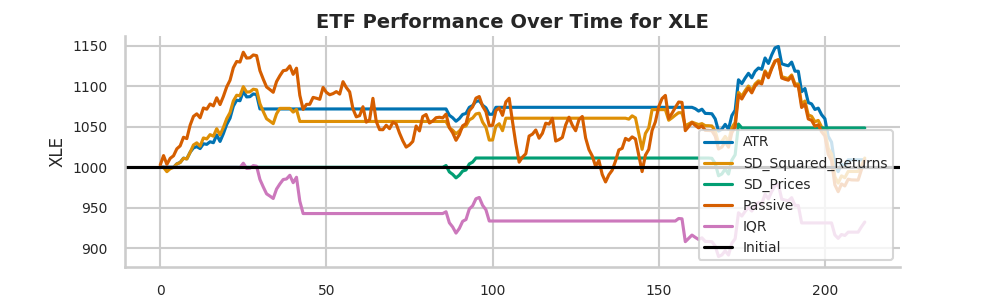 ETF Performance Over Time for XLE
1150
1100
1050
1000
950
900
XLE
0
50
100
150
200
ATR
SD_Squared_Returns
SD_Prices
Passive
IQR
Initial